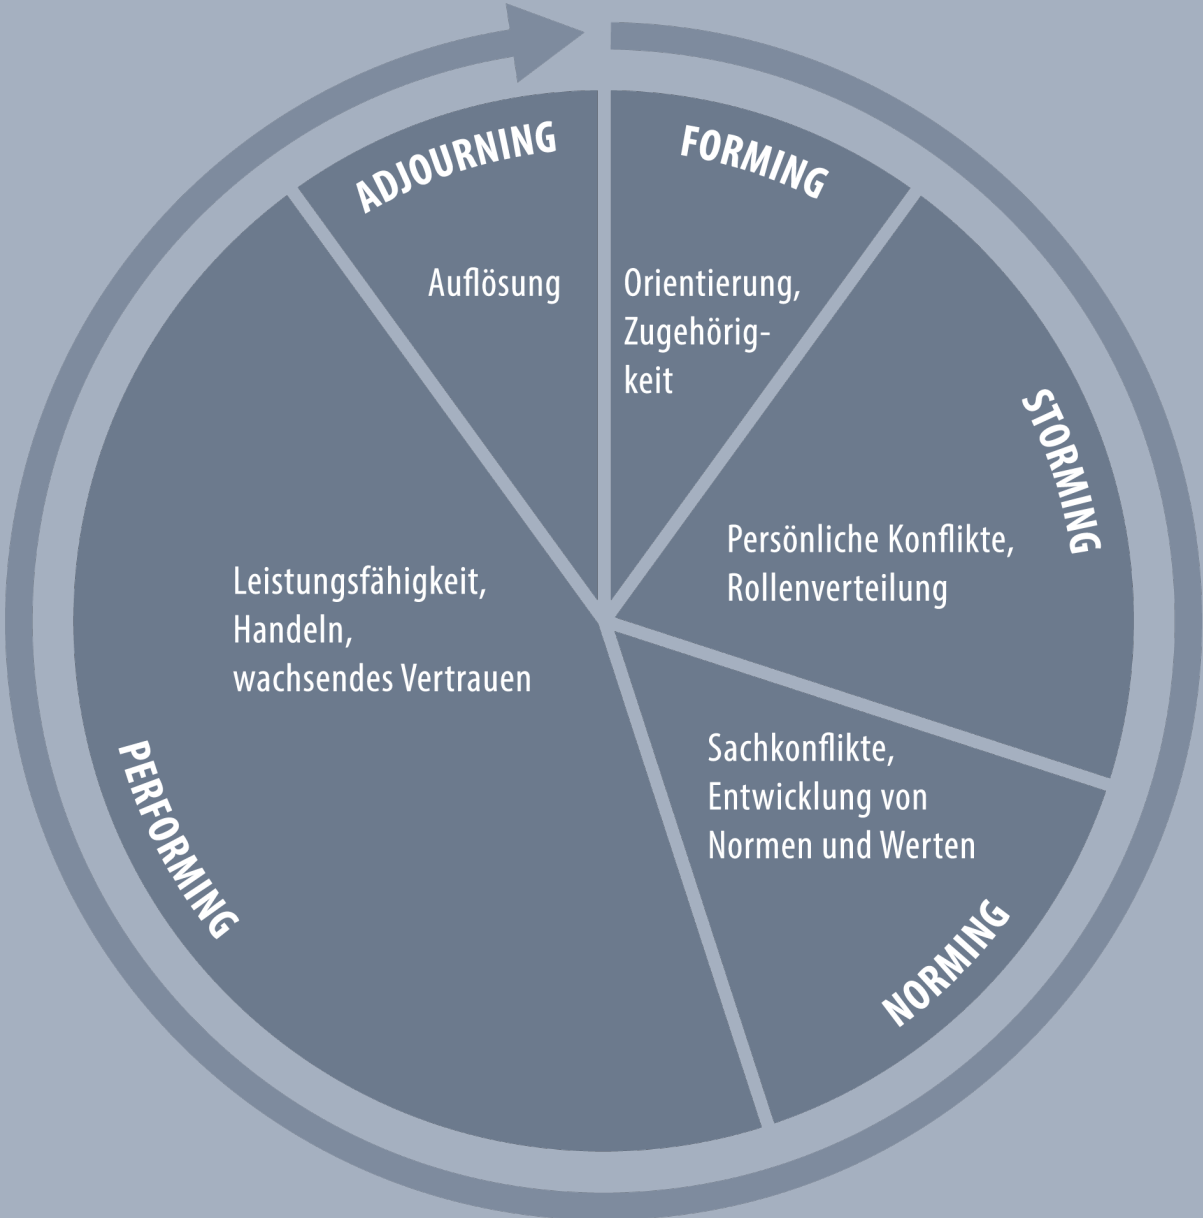 FORMING
Orientierung,
Zugehörig-
keit
STORMING
Persönliche Konflikte,
Rollenverteilung
Sachkonflikte,
Entwicklung von
Normen und Werten
NORMING
Leistungsfähigkeit,
Handeln,
wachsendes Vertrauen
PERFORMING
ADJOURNING
Auflösung